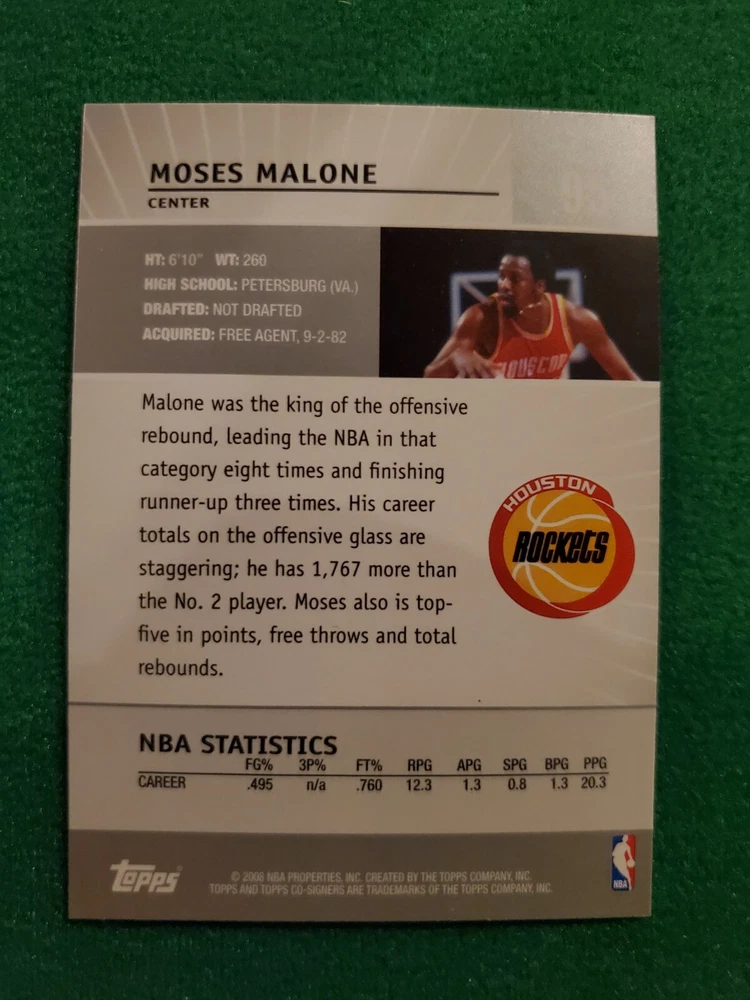 MOSES MALONE
CENTER
HT: 6'10" WT: 260
HIGH SCHOOL: PETERSBURG (VA.)
DRAFTED: NOT DRAFTED
ACQUIRED: FREE AGENT, 9-2-82
HOUSTON
Malone was the king of the offensive
rebound, leading the NBA in that
category eight times and finishing
runner-up three times. His career
totals on the offensive glass are
staggering; he has 1,767 more than
the No. 2 player. Moses also is top-
five in points, free throws and total
rebounds.
HOUSTON
ROCKETS
NBA STATISTICS
FG% 3P% FT% RPG APG SPG BPG PPG
CAREER .495 n/a .760 12.3 1.3 0.8 1.3 20.3
topps
© 2008 NBA PROPERTIES, INC. CREATED BY THE TOPPS COMPANY, INC.
TOPPS AND TOPPS CO-SIGNERS ARE TRADEMARKS OF THE TOPPS COMPANY, INC.
NBA